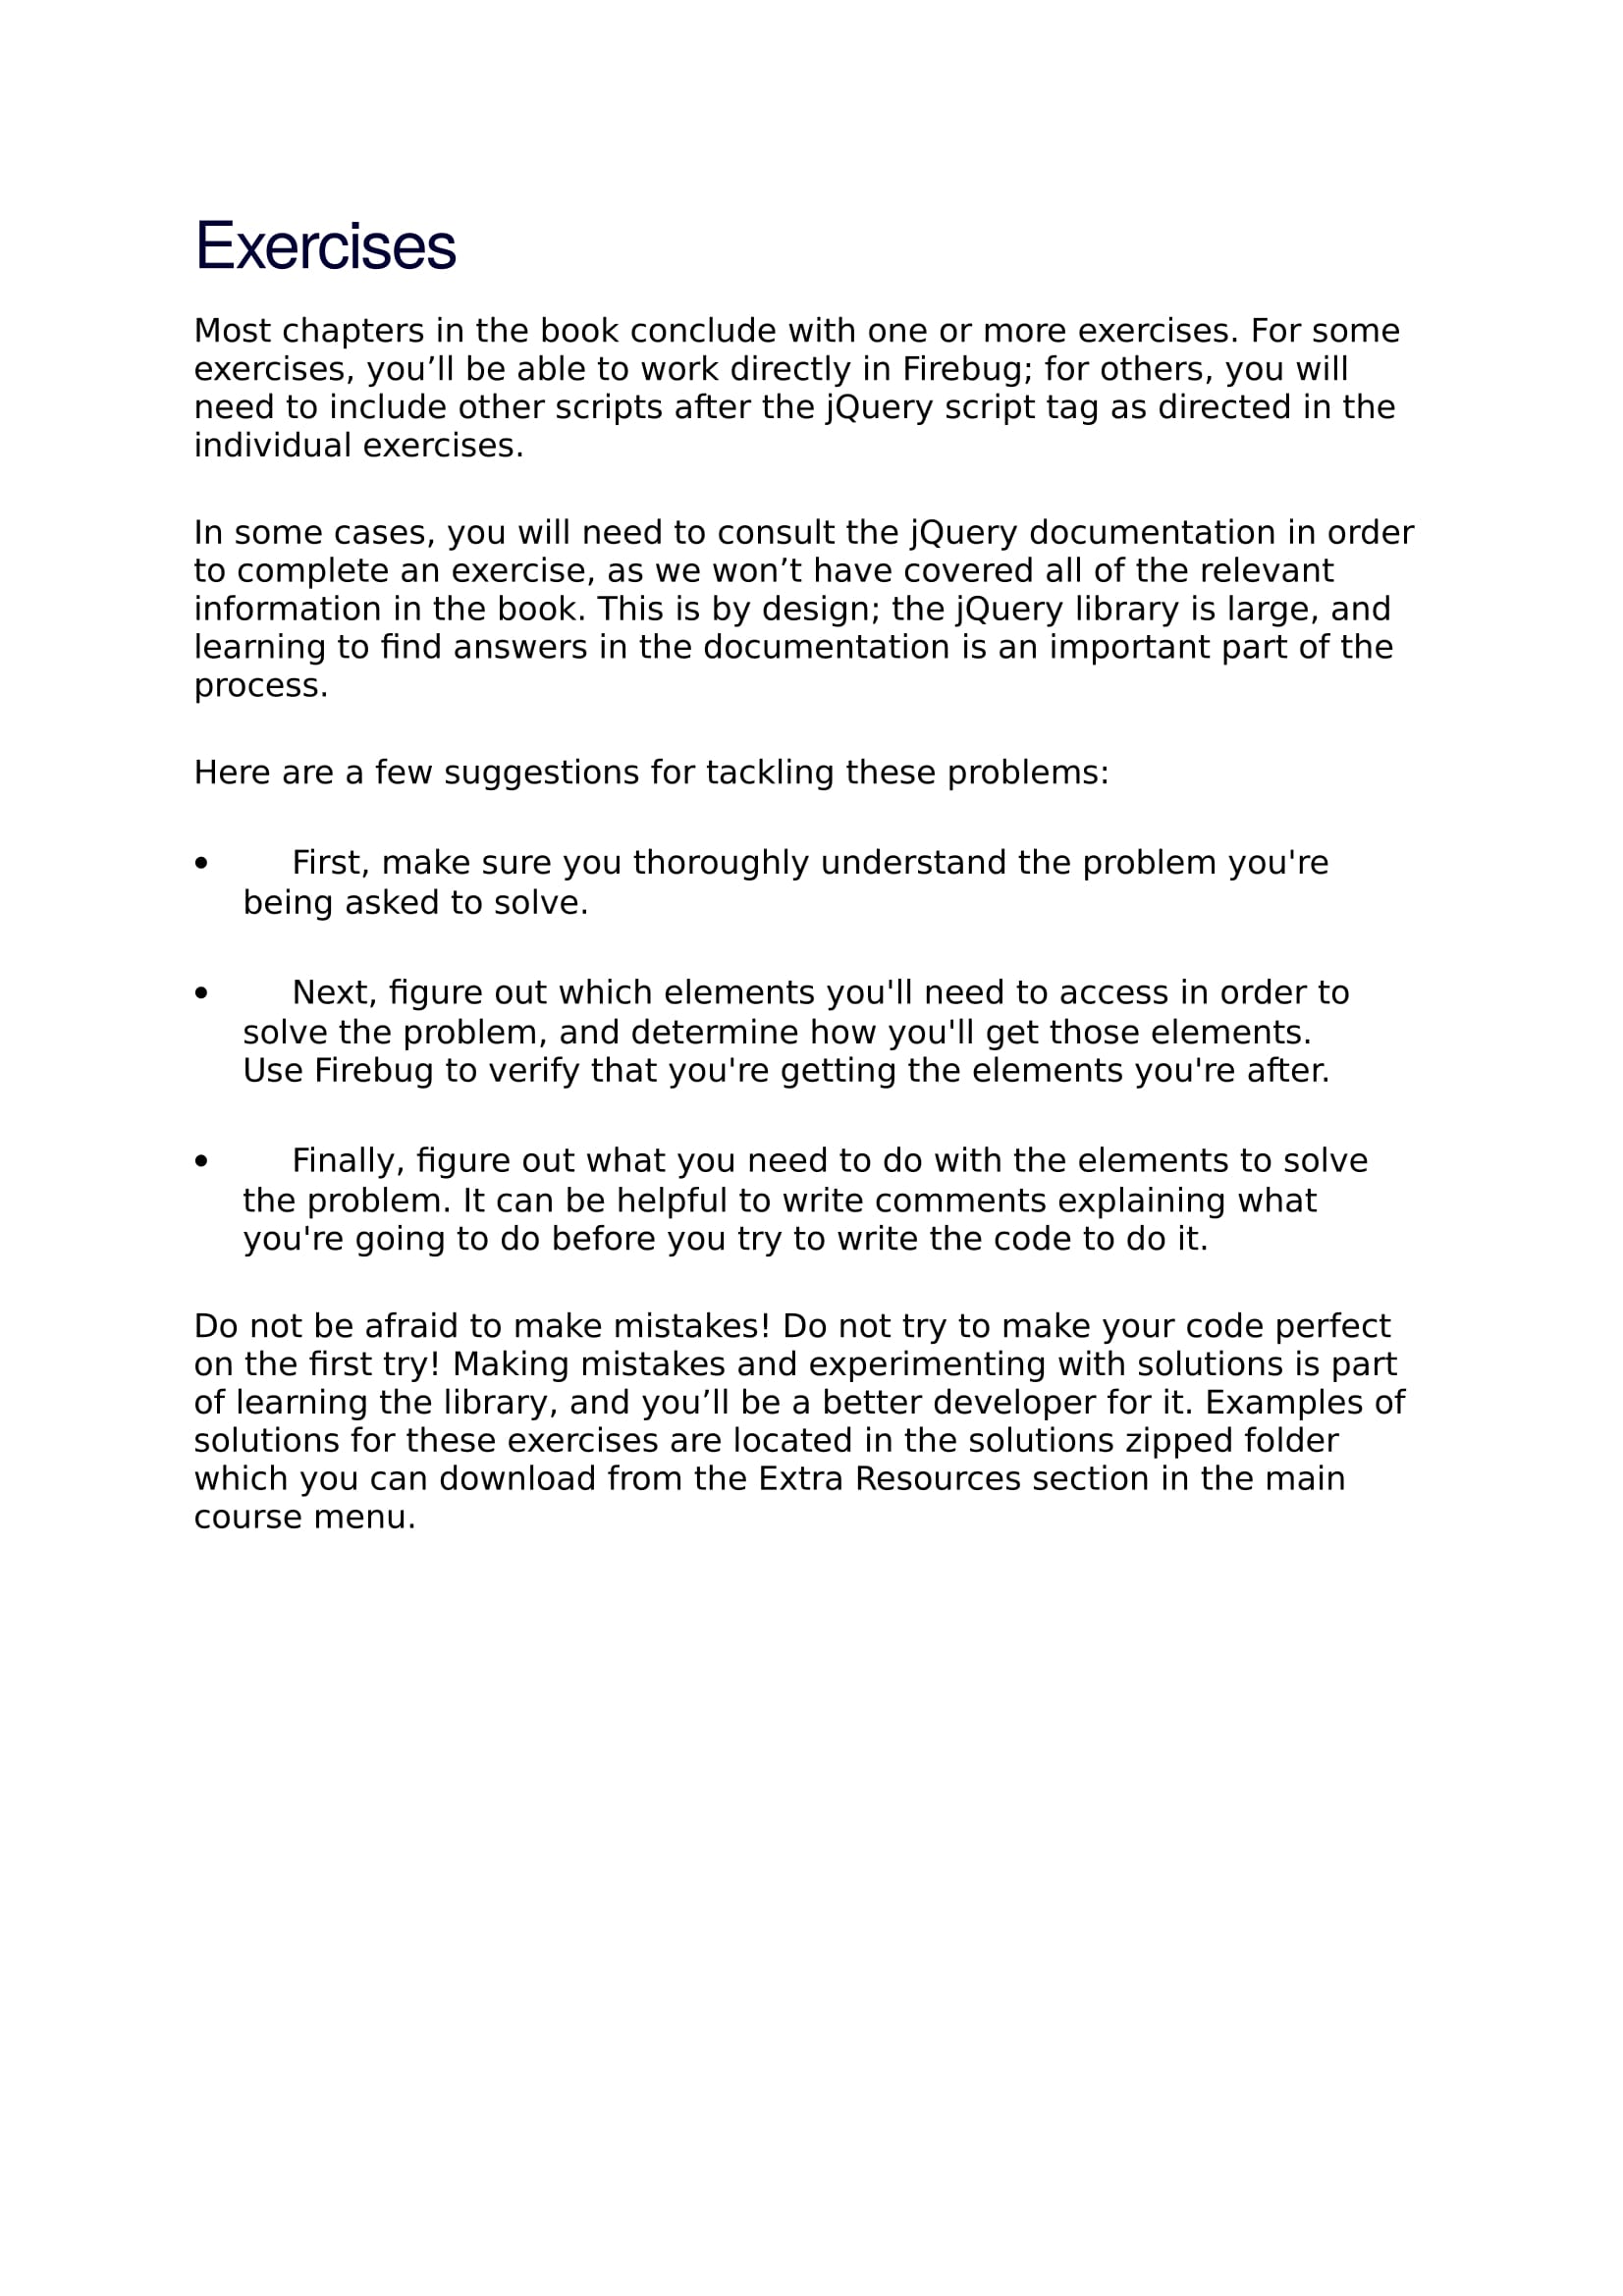 Exercises
Most chapters in the book conclude with one or more exercises. For some
exercises, you’ll be able to work directly in Firebug; for others, you will
need to include other scripts after the jQuery script tag as directed in the
individual exercises.
In some cases, you will need to consult the jQuery documentation in order
to complete an exercise, as we won’t have covered all of the relevant
information in the book. This is by design; the jQuery library is large, and
learning to find answers in the documentation is an important part of the
process.
Here are a few suggestions for tackling these problems:
• First, make sure you thoroughly understand the problem you're
being asked to solve.
• Next, figure out which elements you'll need to access in order to
solve the problem, and determine how you'll get those elements.
Use Firebug to verify that you're getting the elements you're after.
• Finally, figure out what you need to do with the elements to solve
the problem. It can be helpful to write comments explaining what
you're going to do before you try to write the code to do it.
Do not be afraid to make mistakes! Do not try to make your code perfect
on the first try! Making mistakes and experimenting with solutions is part
of learning the library, and you’ll be a better developer for it. Examples of
solutions for these exercises are located in the solutions zipped folder
which you can download from the Extra Resources section in the main
course menu.